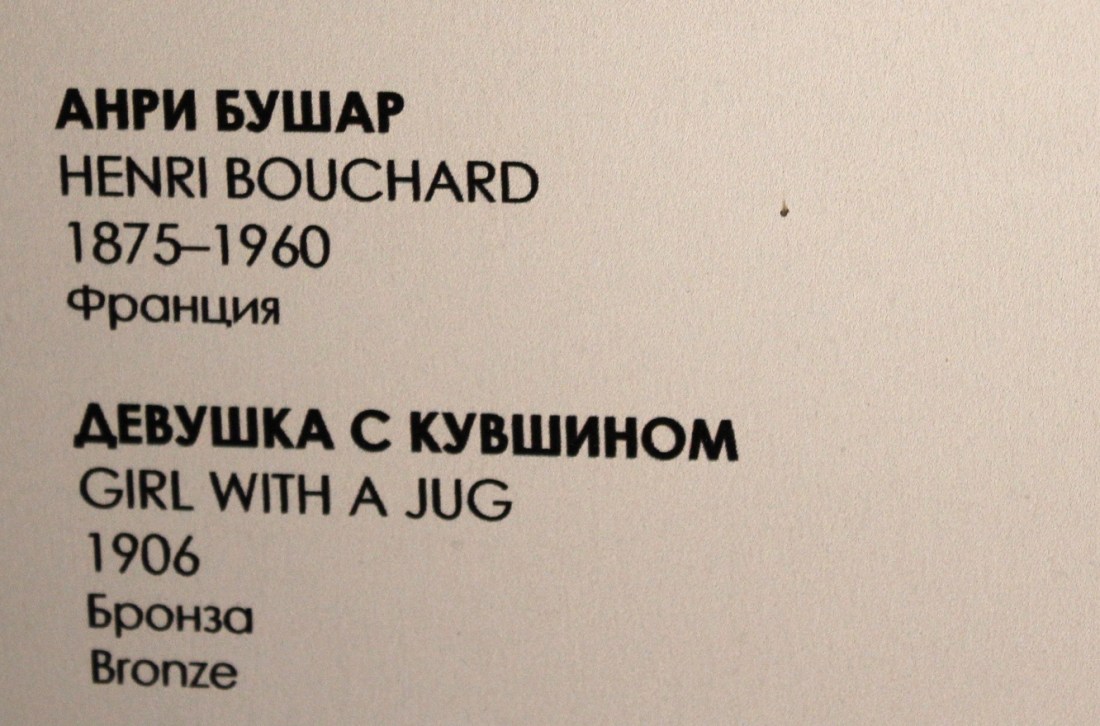 АНРИ БУШАР
HENRI BOUCHARD
1875–1960
Франция
ДЕВУШКА С КУВШИНОМ
GIRL WITH A JUG
1906
Бронза
Bronze